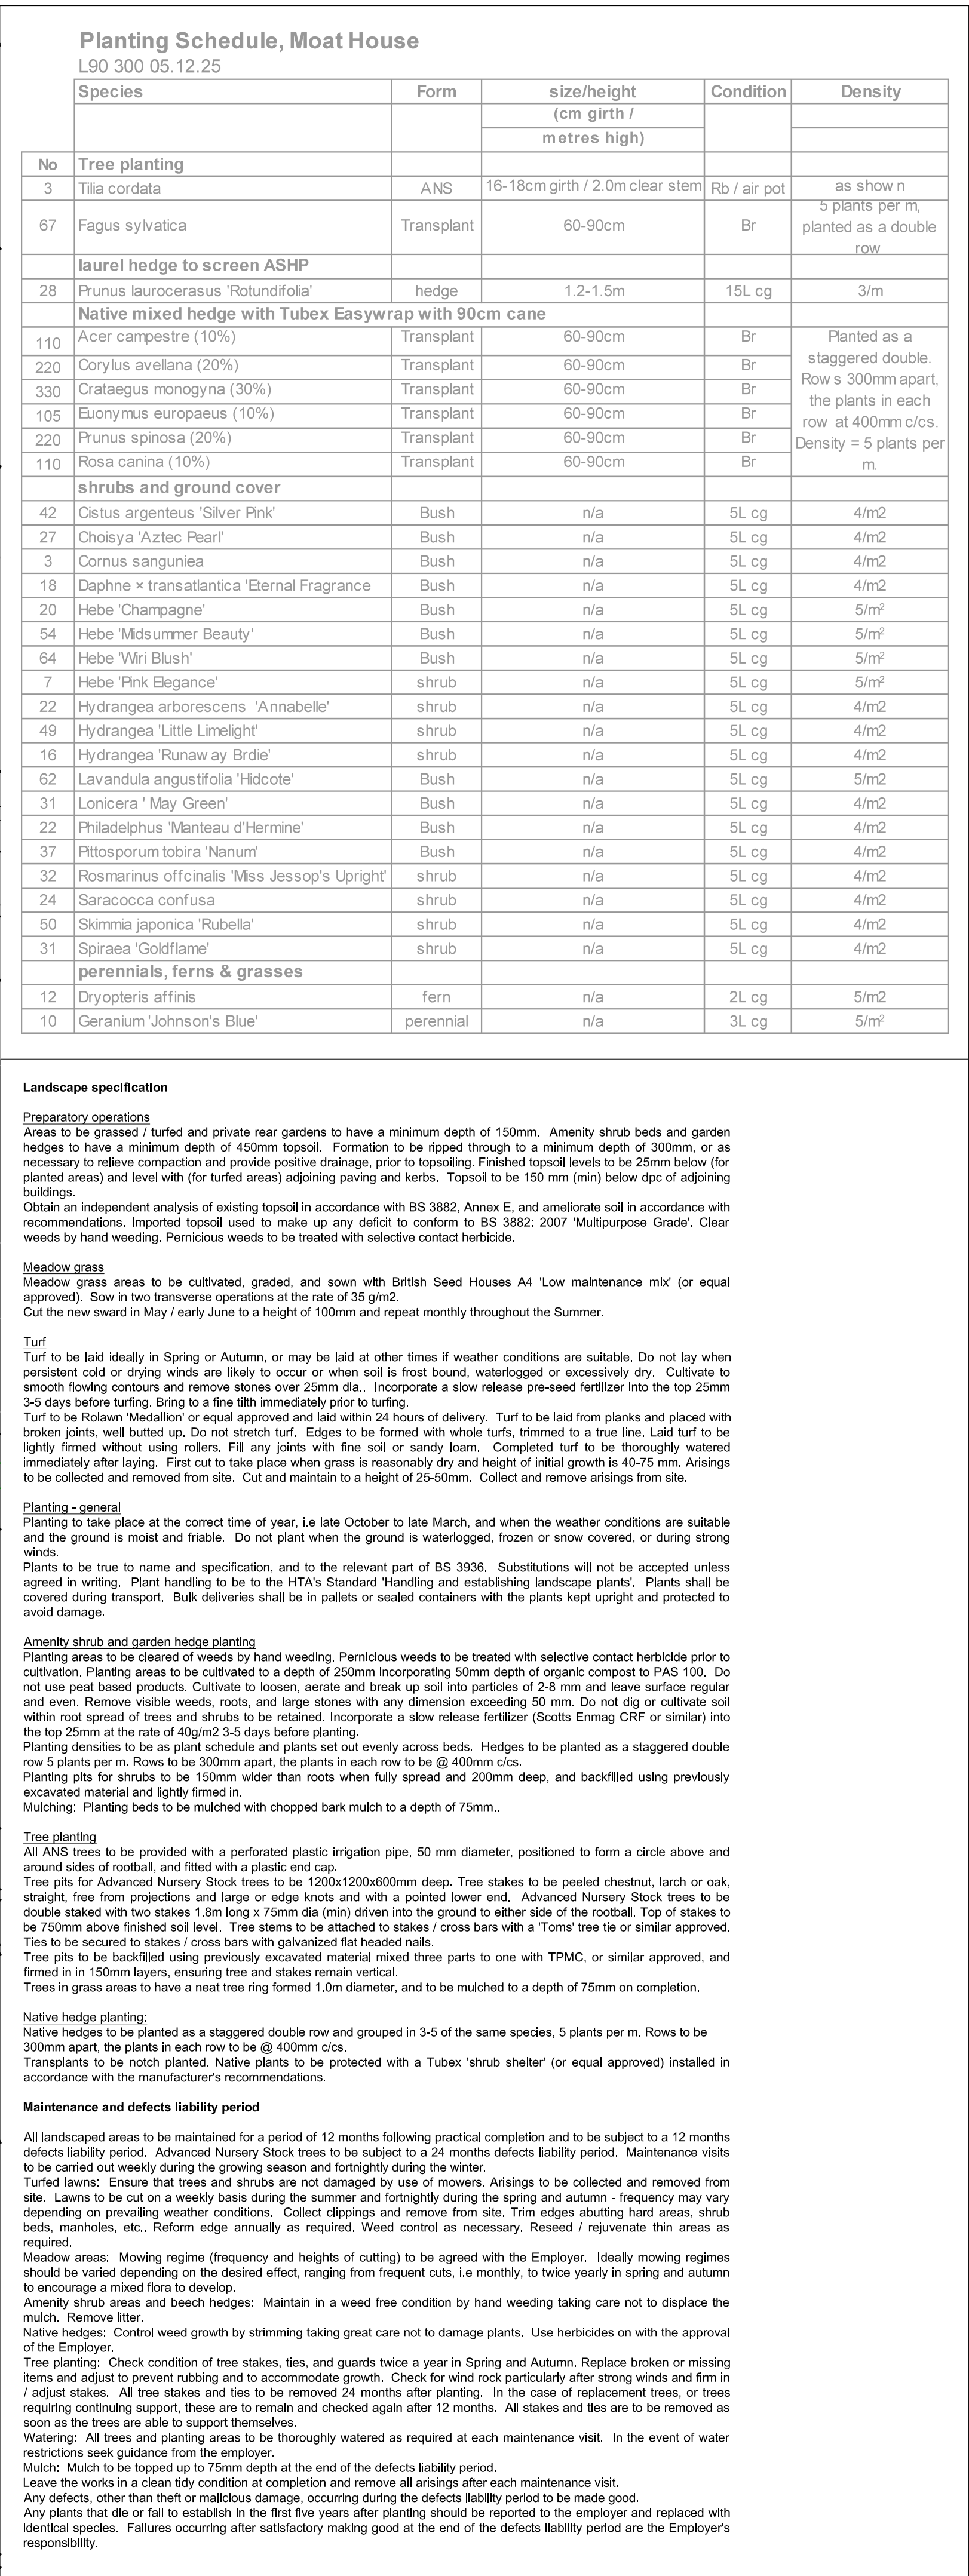 Planting Schedule, Moat House
L90 300 05.12.25
Species Form size/height Condition Density
(cm girth /
metres high)
No Tree planting
3 Tilia cordata ANS 16-18cm girth / 2.0m clear stem Rb / air pot as shown
67 Fagus sylvatica Transplant 60-90cm Br 5 plants per m, planted as a double row
laurel hedge to screen ASHP
28 Prunus laurocerasus 'Rotundifolia' hedge 1.2-1.5m 15L cg 3/m
Native mixed hedge with Tubex Easywrap with 90cm cane
110 Acer campestre (10%) Transplant 60-90cm Br Planted as a staggered double. Rows 300mm apart, the plants in each row at 400mm c/cs. Density = 5 plants per m.
220 Corylus avellana (20%) Transplant 60-90cm Br
330 Crataegus monogyna (30%) Transplant 60-90cm Br
105 Euonymus europaeus (10%) Transplant 60-90cm Br
220 Prunus spinosa (20%) Transplant 60-90cm Br
110 Rosa canina (10%) Transplant 60-90cm Br
shrubs and ground cover
42 Cistus argenteus 'Silver Pink' Bush n/a 5L cg 4/m2
27 Choisya 'Aztec Pearl' Bush n/a 5L cg 4/m2
3 Cornus sanguniea Bush n/a 5L cg 4/m2
18 Daphne × transatlantica 'Eternal Fragrance Bush n/a 5L cg 4/m2
20 Hebe 'Champagne' Bush n/a 5L cg 5/m²
54 Hebe 'Midsummer Beauty' Bush n/a 5L cg 5/m²
64 Hebe 'Wiri Blush' Bush n/a 5L cg 5/m²
7 Hebe 'Pink Elegance' shrub n/a 5L cg 5/m²
22 Hydrangea arborescens 'Annabelle' shrub n/a 5L cg 4/m2
49 Hydrangea 'Little Limelight' shrub n/a 5L cg 4/m2
16 Hydrangea 'Runaway Brdie' shrub n/a 5L cg 4/m2
62 Lavandula angustifolia 'Hidcote' Bush n/a 5L cg 5/m2
31 Lonicera ' May Green' Bush n/a 5L cg 4/m2
22 Philadelphus 'Manteau d'Hermine' Bush n/a 5L cg 4/m2
37 Pittosporum tobira 'Nanum' Bush n/a 5L cg 4/m2
32 Rosmarinus offcinalis 'Miss Jessop's Upright' shrub n/a 5L cg 4/m2
24 Saracocca confusa shrub n/a 5L cg 4/m2
50 Skimmia japonica 'Rubella' shrub n/a 5L cg 4/m2
31 Spiraea 'Goldflame' shrub n/a 5L cg 4/m2
perennials, ferns & grasses
12 Dryopteris affinis fern n/a 2L cg 5/m2
10 Geranium 'Johnson's Blue' perennial n/a 3L cg 5/m²
Landscape specification
Preparatory operations
Areas to be grassed / turfed and private rear gardens to have a minimum depth of 150mm. Amenity shrub beds and garden
hedges to have a minimum depth of 450mm topsoil. Formation to be ripped through to a minimum depth of 300mm, or as
necessary to relieve compaction and provide positive drainage, prior to topsolling. Finished topsoil levels to be 25mm below (for
planted areas) and level with (for turfed areas) adjoining paving and kerbs. Topsoil to be 150 mm (min) below dpc of adjoining
buildings.
Obtain an independent analysis of existing topsoil in accordance with BS 3882, Annex E, and ameliorate soil in accordance with
recommendations. Imported topsoil used to make up any deficit to conform to BS 3882: 2007 'Multipurpose Grade'. Clear
weeds by hand weeding. Pernicious weeds to be treated with selective contact herbicide.
Meadow grass
Meadow grass areas to be cultivated, graded, and sown with British Seed Houses A4 'Low maintenance mix' (or equal
approved). Sow in two transverse operations at the rate of 35 g/m2.
Cut the new sward in May / early June to a height of 100mm and repeat monthly throughout the Summer.
Turf
Turf to be laid ideally in Spring or Autumn, or may be laid at other times if weather conditions are suitable. Do not lay when
persistent cold or drying winds are likely to occur or when soil is frost bound, waterlogged or excessively dry. Cultivate to
smooth flowing contours and remove stones over 25mm dia.. Incorporate a slow release pre-seed fertilizer into the top 25mm
3-5 days before turfing. Bring to a fine tilth immediately prior to turfing.
Turf to be Rolawn 'Medallion' or equal approved and laid within 24 hours of delivery. Turf to be laid from planks and placed with
broken joints, well butted up. Do not stretch turf. Edges to be formed with whole turfs, trimmed to a true line. Laid turf to be
lightly firmed without using rollers. Fill any joints with fine soil or sandy loam. Completed turf to be thoroughly watered
immediately after laying. First cut to take place when grass is reasonably dry and height of initial growth is 40-75 mm. Arisings
to be collected and removed from site. Cut and maintain to a height of 25-50mm. Collect and remove arisings from site.
Planting - general
Planting to take place at the correct time of year, i.e late October to late March, and when the weather conditions are suitable
and the ground is moist and friable. Do not plant when the ground is waterlogged, frozen or snow covered, or during strong
winds.
Plants to be true to name and specification, and to the relevant part of BS 3936. Substitutions will not be accepted unless
agreed in writing. Plant handling to be to the HTA's Standard 'Handling and establishing landscape plants'. Plants shall be
covered during transport. Bulk deliveries shall be in pallets or sealed containers with the plants kept upright and protected to
avoid damage.
Amenity shrub and garden hedge planting
Planting areas to be cleared of weeds by hand weeding. Pernicious weeds to be treated with selective contact herbicide prior to
cultivation. Planting areas to be cultivated to a depth of 250mm incorporating 50mm depth of organic compost to PAS 100. Do
not use peat based products. Cultivate to loosen, aerate and break up soil into particles of 2-8 mm and leave surface regular
and even. Remove visible weeds, roots, and large stones with any dimension exceeding 50 mm. Do not dig or cultivate soil
within root spread of trees and shrubs to be retained. Incorporate a slow release fertilizer (Scotts Enmag CRF or similar) into
the top 25mm at the rate of 40g/m2 3-5 days before planting.
Planting densities to be as plant schedule and plants set out evenly across beds. Hedges to be planted as a staggered double
row 5 plants per m. Rows to be 300mm apart, the plants in each row to be @ 400mm c/cs.
Planting pits for shrubs to be 150mm wider than roots when fully spread and 200mm deep, and backfilled using previously
excavated material and lightly firmed in.
Mulching: Planting beds to be mulched with chopped bark mulch to a depth of 75mm..
Tree planting
All ANS trees to be provided with a perforated plastic irrigation pipe, 50 mm diameter, positioned to form a circle above and
around sides of rootball, and fitted with a plastic end cap.
Tree pits for Advanced Nursery Stock trees to be 1200x1200x600mm deep. Tree stakes to be peeled chestnut, larch or oak,
straight, free from projections and large or edge knots and with a pointed lower end. Advanced Nursery Stock trees to be
double staked with two stakes 1.8m long x 75mm dia (min) driven into the ground to either side of the rootball. Top of stakes to
be 750mm above finished soil level. Tree stems to be attached to stakes / cross bars with a 'Toms' tree tie or similar approved.
Ties to be secured to stakes / cross bars with galvanized flat headed nails.
Tree pits to be backfilled using previously excavated material mixed three parts to one with TPMC, or similar approved, and
firmed in in 150mm layers, ensuring tree and stakes remain vertical.
Trees in grass areas to have a neat tree ring formed 1.0m diameter, and to be mulched to a depth of 75mm on completion.
Native hedge planting:
Native hedges to be planted as a staggered double row and grouped in 3-5 of the same species, 5 plants per m. Rows to be
300mm apart, the plants in each row to be @ 400mm c/cs.
Transplants to be notch planted. Native plants to be protected with a Tubex 'shrub shelter' (or equal approved) installed in
accordance with the manufacturer's recommendations.
Maintenance and defects liability period
All landscaped areas to be maintained for a period of 12 months following practical completion and to be subject to a 12 months
defects liability period. Advanced Nursery Stock trees to be subject to a 24 months defects liability period. Maintenance visits
to be carried out weekly during the growing season and fortnightly during the winter.
Turfed lawns: Ensure that trees and shrubs are not damaged by use of mowers. Arisings to be collected and removed from
site. Lawns to be cut on a weekly basis during the summer and fortnightly during the spring and autumn - frequency may vary
depending on prevailing weather conditions. Collect clippings and remove from site. Trim edges abutting hard areas, shrub
beds, manholes, etc.. Reform edge annually as required. Weed control as necessary. Reseed / rejuvenate thin areas as
required.
Meadow areas: Mowing regime (frequency and heights of cutting) to be agreed with the Employer. Ideally mowing regimes
should be varied depending on the desired effect, ranging from frequent cuts, i.e monthly, to twice yearly in spring and autumn
to encourage a mixed flora to develop.
Amenity shrub areas and beech hedges: Maintain in a weed free condition by hand weeding taking care not to displace the
mulch. Remove litter.
Native hedges: Control weed growth by strimming taking great care not to damage plants. Use herbicides on with the approval
of the Employer.
Tree planting: Check condition of tree stakes, ties, and guards twice a year in Spring and Autumn. Replace broken or missing
items and adjust to prevent rubbing and to accommodate growth. Check for wind rock particularly after strong winds and firm in
/ adjust stakes. All tree stakes and ties to be removed 24 months after planting. In the case of replacement trees, or trees
requiring continuing support, these are to remain and checked again after 12 months. All stakes and ties are to be removed as
soon as the trees are able to support themselves.
Watering: All trees and planting areas to be thoroughly watered as required at each maintenance visit. In the event of water
restrictions seek guidance from the employer.
Mulch: Mulch to be topped up to 75mm depth at the end of the defects liability period.
Leave the works in a clean tidy condition at completion and remove all arisings after each maintenance visit.
Any defects, other than theft or malicious damage, occurring during the defects liability period to be made good.
Any plants that die or fail to establish in the first five years after planting should be reported to the employer and replaced with
identical species. Failures occurring after satisfactory making good at the end of the defects liability period are the Employer's
responsibility.